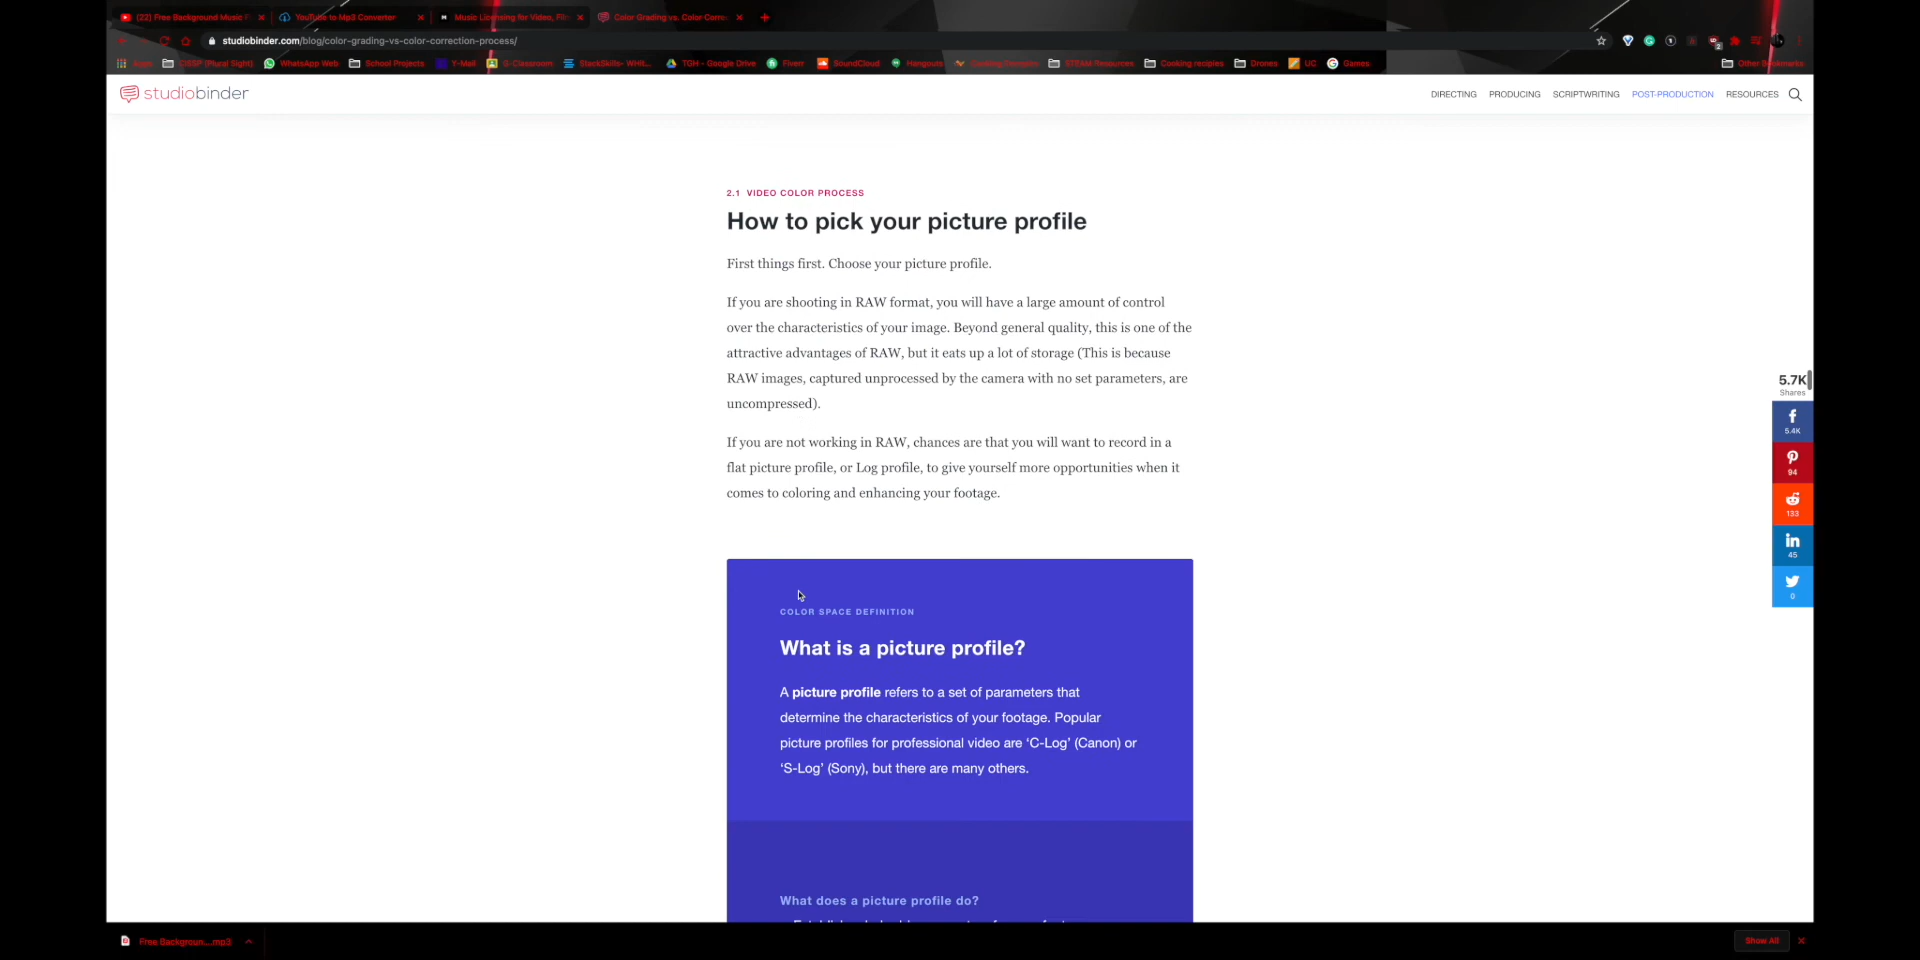 (22) Free Background Music F
YouTube to Mp3 Converter
Music Licensing for Video, Film
Color Grading vs. Color Corre
studiobinder.com/blog/color-grading-vs-color-correction-process/
Apps
CISSP (Plural Sight)
WhatsApp Web
School Projects
Y-Mail
G-Classroom
StackSkills- Whit...
TGH - Google Drive
Fiverr
SoundCloud
Hangouts
STEAM Resources
Cooking recipies
Drones
UC
Games
Other Bookmarks
studiobinder
DIRECTING
PRODUCING
SCRIPTWRITING
POST-PRODUCTION
RESOURCES
2.1 VIDEO COLOR PROCESS
How to pick your picture profile
First things first. Choose your picture profile.
If you are shooting in RAW format, you will have a large amount of control
over the characteristics of your image. Beyond general quality, this is one of the
attractive advantages of RAW, but it eats up a lot of storage (This is because
RAW images, captured unprocessed by the camera with no set parameters, are
uncompressed).
If you are not working in RAW, chances are that you will want to record in a
flat picture profile, or Log profile, to give yourself more opportunities when it
comes to coloring and enhancing your footage.
5.7K
Shares
5.4K
94
133
45
0
COLOR SPACE DEFINITION
What is a picture profile?
A picture profile refers to a set of parameters that
determine the characteristics of your footage. Popular
picture profiles for professional video are ‘C-Log’ (Canon) or
‘S-Log’ (Sony), but there are many others.
What does a picture profile do?
Free Backgroun....mp3
Show All